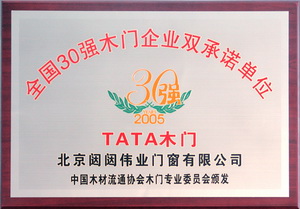 全国30强木门企业双承诺单位
30强
2005
TATA木门
北京闼闼伟业门窗有限公司
中国木材流通协会木门专业委员会颁发